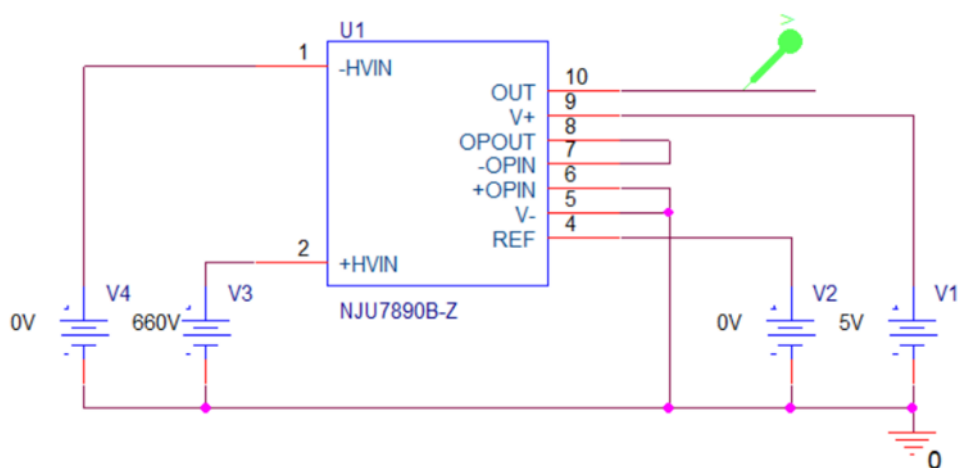 U1
1
-HVIN
10
OUT
9
V+
8
OPOUT
7
-OPIN
6
+OPIN
5
V-
4
REF
2
+HVIN
NJU7890B-Z
V4
0V
V3
660V
V2
0V
V1
5V
0
V